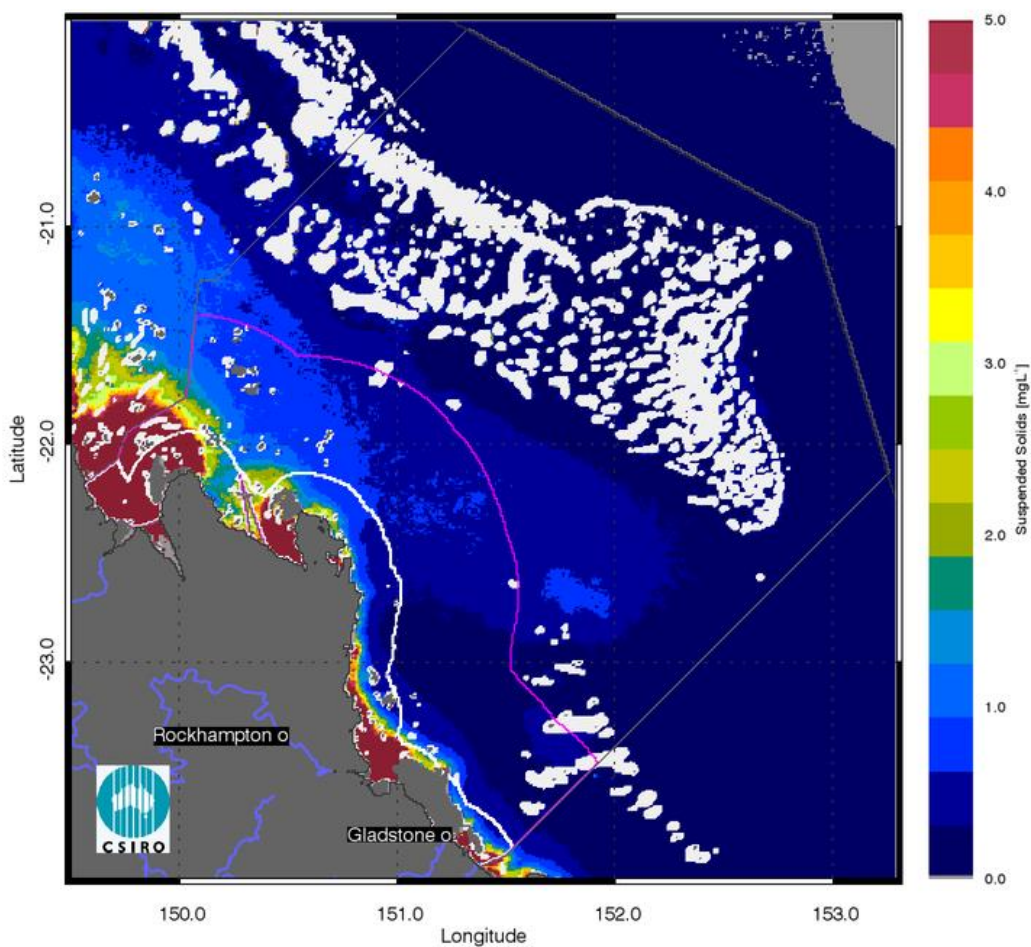 5.0
4.0
3.0
2.0
1.0
0.0
Suspended Solids [mgL⁻¹]
-21.0
-22.0
-23.0
Latitude
Rockhampton o
Gladstone o
CSIRO
150.0
151.0
152.0
153.0
Longitude